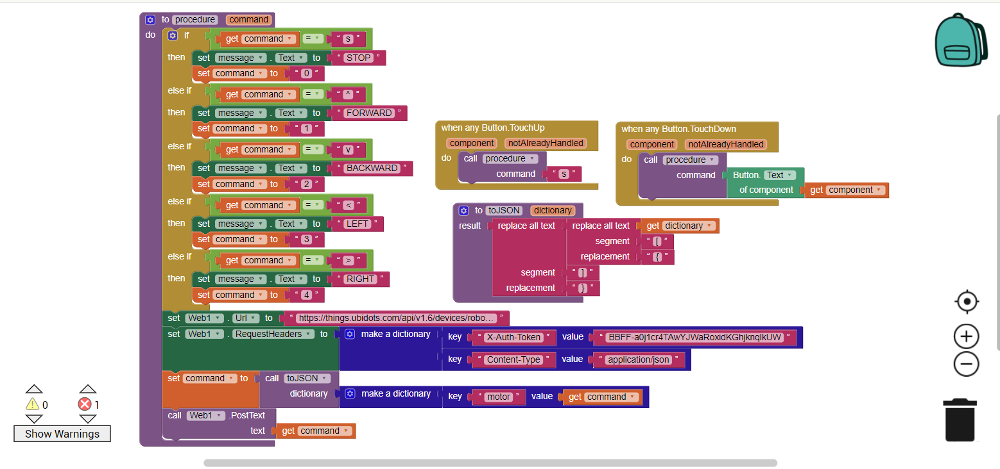 to procedure command
do if get command = " s "
then set message . Text to " STOP "
set command to " 0 "
else if get command = " ^ "
then set message . Text to " FORWARD "
set command to " 1 "
else if get command = " v "
then set message . Text to " BACKWARD "
set command to " 2 "
else if get command = " < "
then set message . Text to " LEFT "
set command to " 3 "
else if get command = " > "
then set message . Text to " RIGHT "
set command to " 4 "
set Web1 . Url to " https://things.ubidots.com/api/v1.6/devices/robo... "
set Web1 . RequestHeaders to make a dictionary key " X-Auth-Token " value " BBFF-a0j1cr4TAwYJWaRoxidKGhjknqlkUW "
key " Content-Type " value " application/json "
set command to call toJSON
dictionary make a dictionary key " motor " value get command
call Web1 .PostText
text get command
when any Button.TouchUp
component notAlreadyHandled
do call procedure
command " s "
when any Button.TouchDown
component notAlreadyHandled
do call procedure
command Button. Text
of component get component
to toJSON dictionary
result replace all text replace all text get dictionary
segment " [ "
replacement " { "
segment " ] "
replacement " } "
0 1
Show Warnings